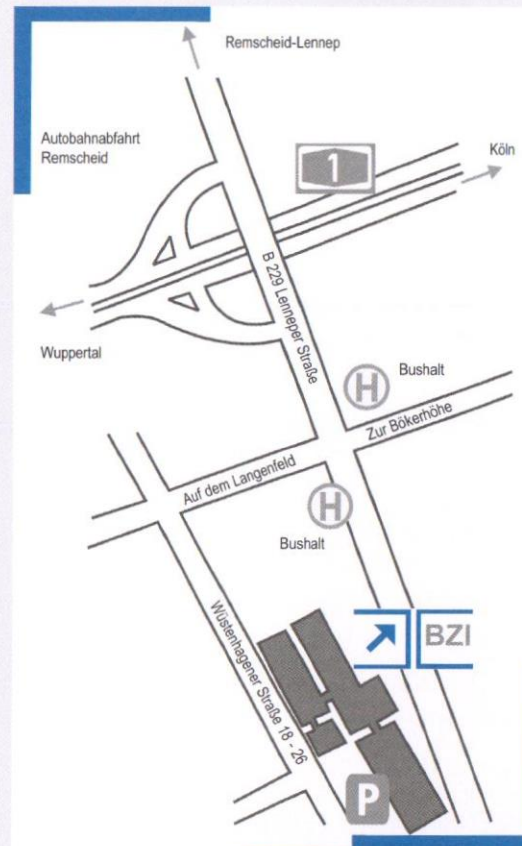 Remscheid-Lennep
Autobahnabfahrt
Remscheid
1
Köln
B 229 Lenneper Straße
Wuppertal
Bushalt
H
Zur Bökerhöhe
Auf dem Langenfeld
H
Bushalt
Wüstenhagener Straße 18 - 26
BZI
P